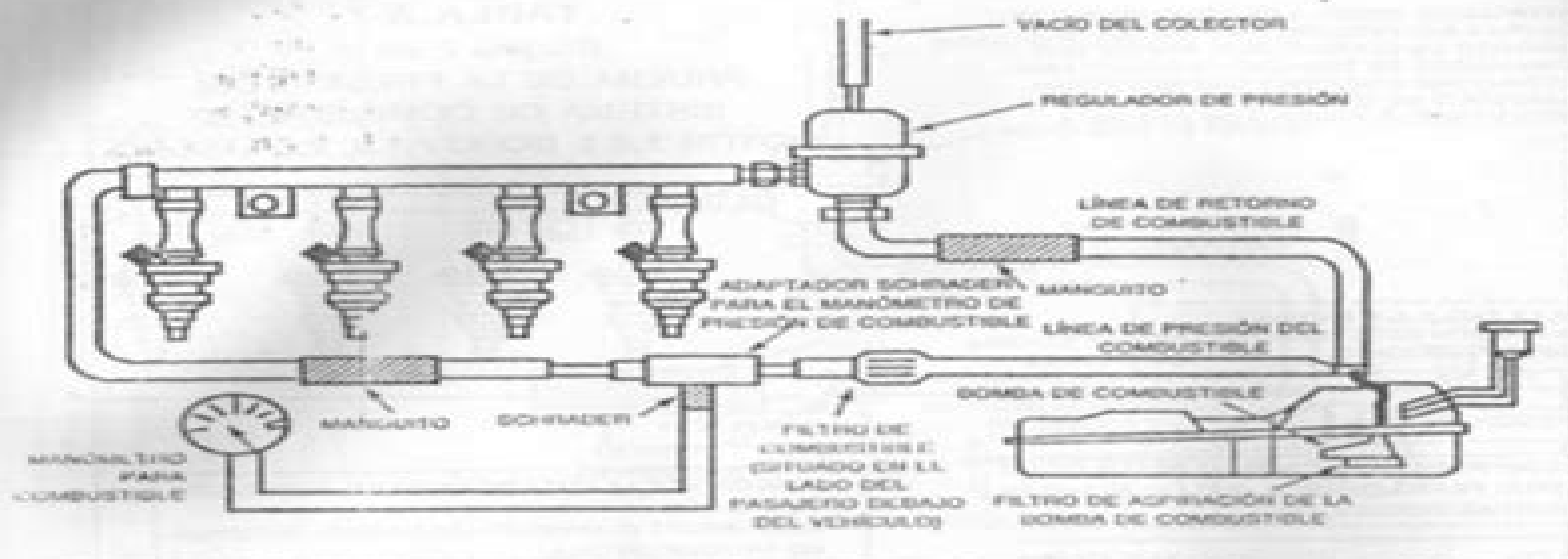 VACÍO DEL COLECTOR
REGULADOR DE PRESIÓN
LÍNEA DE RETORNO
DE COMBUSTIBLE
MANGUITO
ADAPTADOR SCHRADER
PARA EL MANÓMETRO DE
PRESIÓN DE COMBUSTIBLE
LÍNEA DE PRESIÓN DEL
COMBUSTIBLE
BOMBA DE COMBUSTIBLE
MANGUITO
SCHRADER
FILTRO DE
COMBUSTIBLE
(SITUADO EN EL
LADO DEL
PASAJERO DEBAJO
DEL VEHÍCULO)
MANÓMETRO
PARA
COMBUSTIBLE
FILTRO DE ASPIRACIÓN DE LA
BOMBA DE COMBUSTIBLE